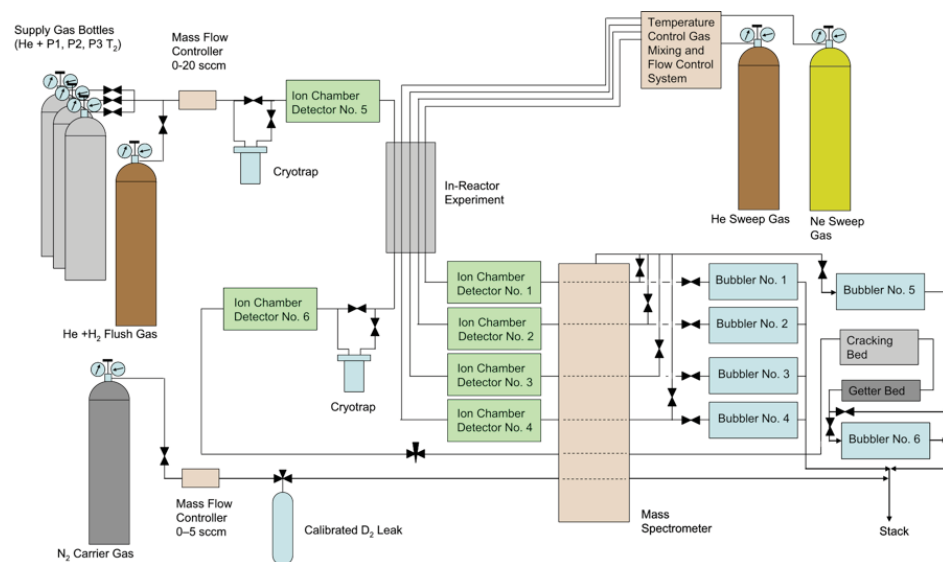 Supply Gas Bottles
(He + P1, P2, P3 T₂)
Mass Flow
Controller
0-20 sccm
Ion Chamber
Detector No. 5
Cryotrap
He +H₂ Flush Gas
Temperature
Control Gas
Mixing and
Flow Control
System
He Sweep Gas
Ne Sweep
Gas
In-Reactor
Experiment
Ion Chamber
Detector No. 1
Ion Chamber
Detector No. 2
Ion Chamber
Detector No. 3
Ion Chamber
Detector No. 4
Ion Chamber
Detector No. 6
Cryotrap
Bubbler No. 1
Bubbler No. 2
Bubbler No. 3
Bubbler No. 4
Bubbler No. 5
Cracking
Bed
Getter Bed
Bubbler No. 6
N₂ Carrier Gas
Mass Flow
Controller
0–5 sccm
Calibrated D₂ Leak
Mass
Spectrometer
Stack